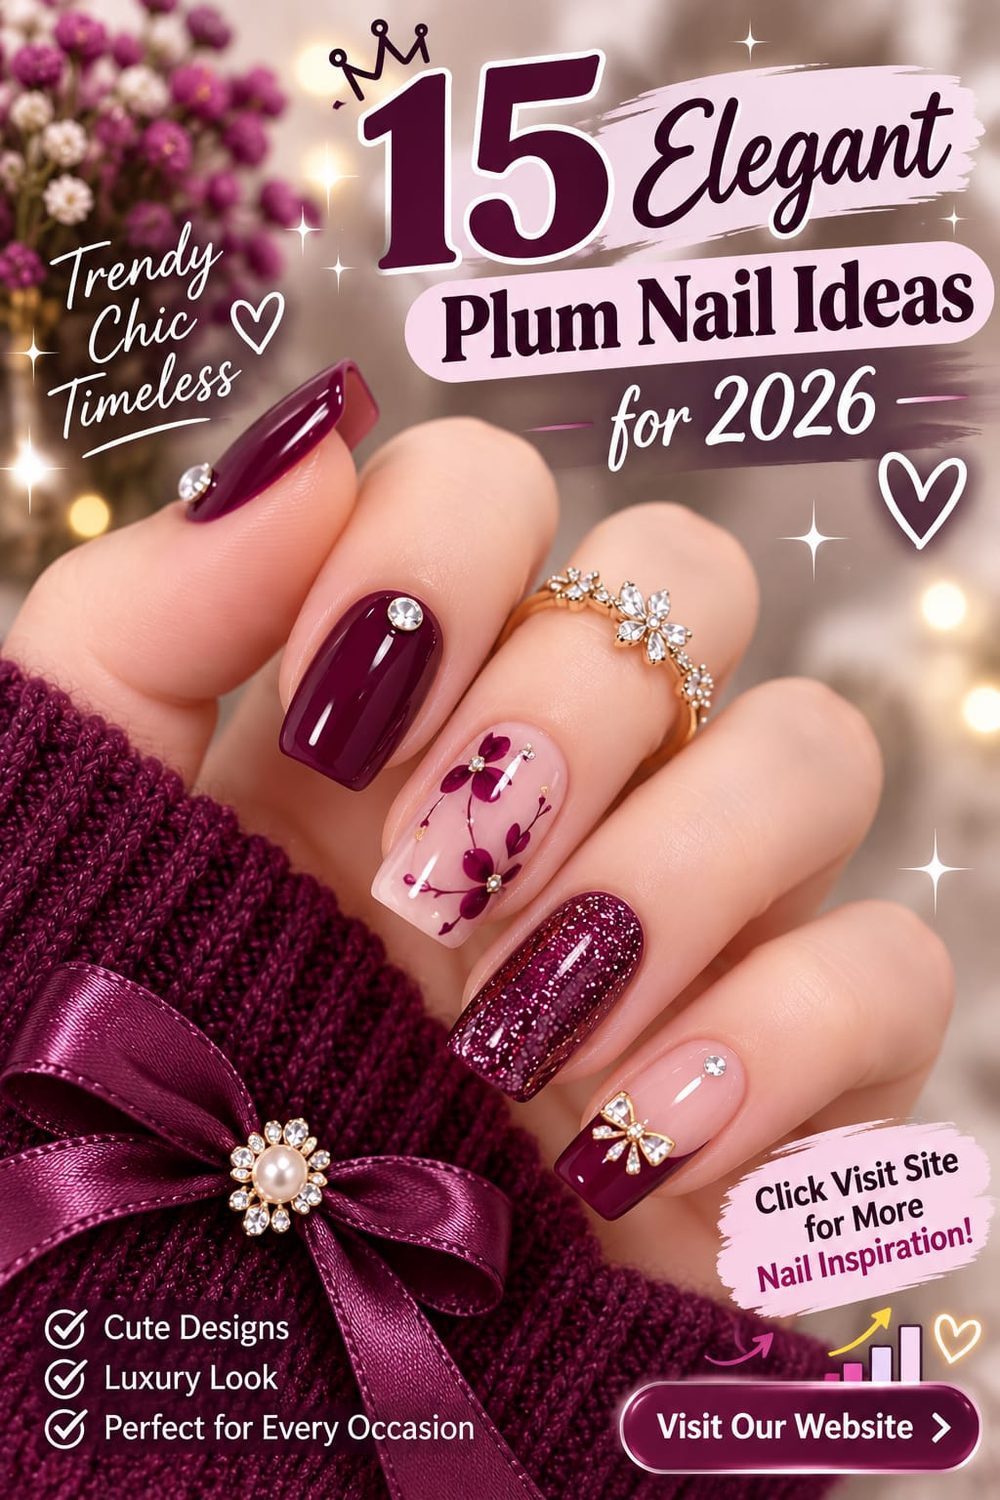 15 Elegant
Plum Nail Ideas
for 2026
Trendy
Chic
Timeless
Click Visit Site
for More
Nail Inspiration!
Cute Designs
Luxury Look
Perfect for Every Occasion
Visit Our Website